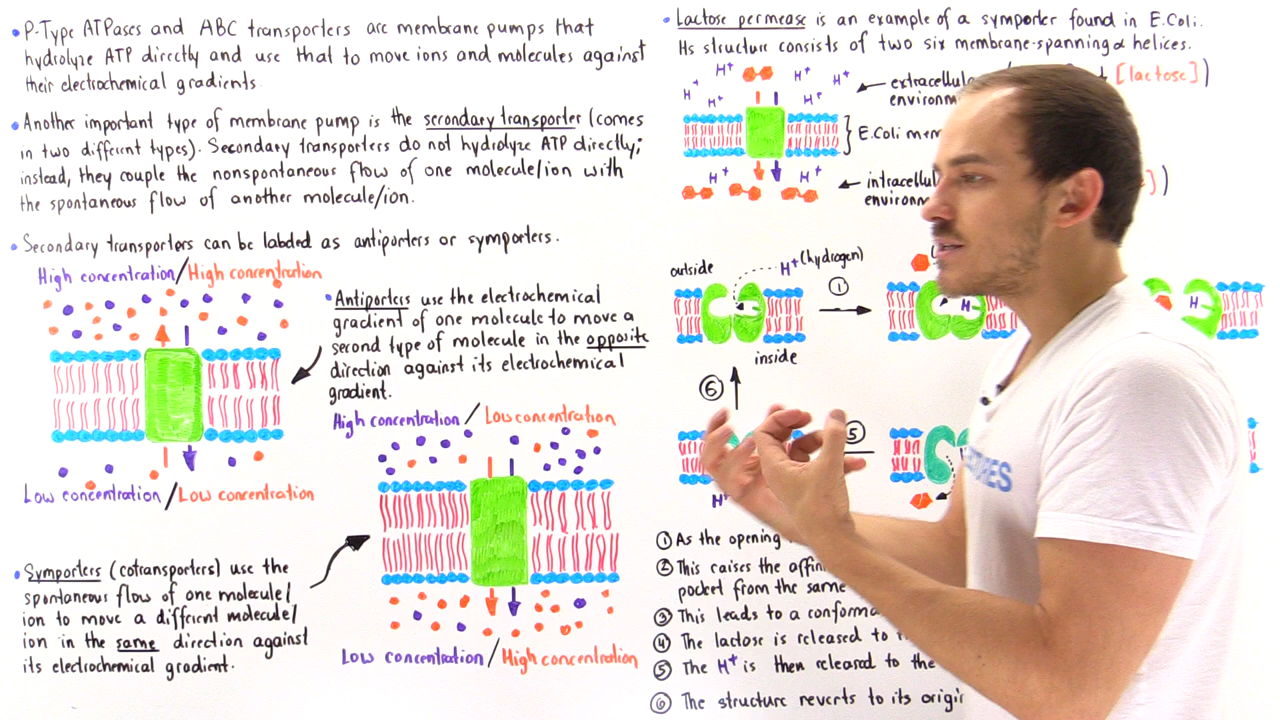 • P-Type ATPases and ABC transporters are membrane pumps that
hydrolyze ATP directly and use that to move ions and molecules against
their electrochemical gradients.
• Another important type of membrane pump is the secondary transporter (comes
in two different types). Secondary transporters do not hydrolyze ATP directly;
instead, they couple the nonspontaneous flow of one molecule/ion with
the spontaneous flow of another molecule/ion.
• Secondary transporters can be labled as antiporters or symporters.
High concentration/High concentration
• Antiporters use the electrochemical
gradient of one molecule to move a
second type of molecule in the opposite
direction against its electrochemical
gradient.
Low concentration/Low concentration
High concentration/Low concentration
• Symporters (cotransporters) use the
spontaneous flow of one molecule/
ion to move a different molecule/
ion in the same direction against
its electrochemical gradient.
Low concentration/High concentration
• Lactose permease is an example of a symporter found in E.Coli.
Its structure consists of two six membrane-spanning α helices.
H+ H+ H+ H+ H+ H+ H+
[lactose])
E.Coli
H+ H+
])
outside
H+(hydrogen)
①
H
H
inside
⑥
⑤
H
① As the opening
② This raises the
pocket from the same
③ This leads to a
④ The lactose is released to
⑤ The H+ is then released to the
⑥ The structure reverts to its